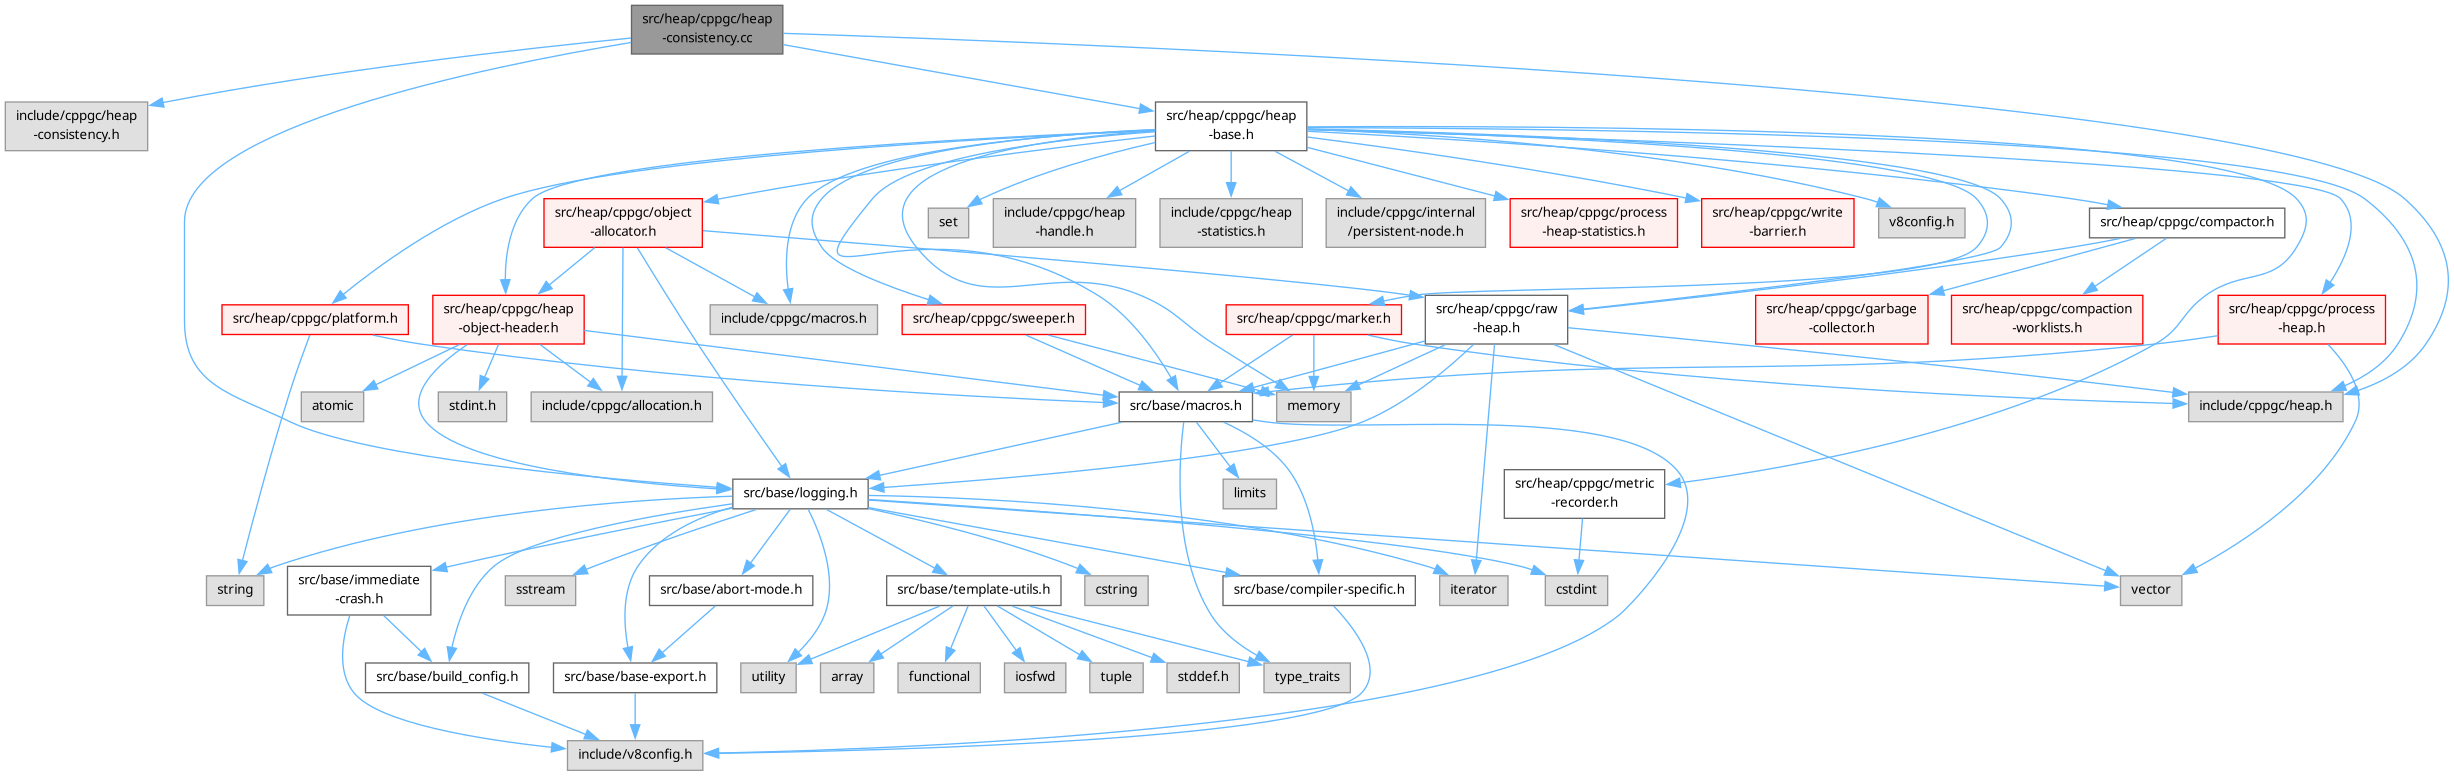 src/heap/cppgc/heap
-consistency.cc
include/cppgc/heap
-consistency.h
src/heap/cppgc/heap
-base.h
src/heap/cppgc/object
-allocator.h
set
include/cppgc/heap
-handle.h
include/cppgc/heap
-statistics.h
include/cppgc/internal
/persistent-node.h
src/heap/cppgc/process
-heap-statistics.h
src/heap/cppgc/write
-barrier.h
v8config.h
src/heap/cppgc/compactor.h
src/heap/cppgc/platform.h
src/heap/cppgc/heap
-object-header.h
include/cppgc/macros.h
src/heap/cppgc/sweeper.h
src/heap/cppgc/marker.h
src/heap/cppgc/raw
-heap.h
src/heap/cppgc/garbage
-collector.h
src/heap/cppgc/compaction
-worklists.h
src/heap/cppgc/process
-heap.h
atomic
stdint.h
include/cppgc/allocation.h
src/base/macros.h
memory
include/cppgc/heap.h
src/base/logging.h
limits
src/heap/cppgc/metric
-recorder.h
string
src/base/immediate
-crash.h
sstream
src/base/abort-mode.h
src/base/template-utils.h
cstring
src/base/compiler-specific.h
iterator
cstdint
vector
src/base/build_config.h
src/base/base-export.h
utility
array
functional
iosfwd
tuple
stddef.h
type_traits
include/v8config.h